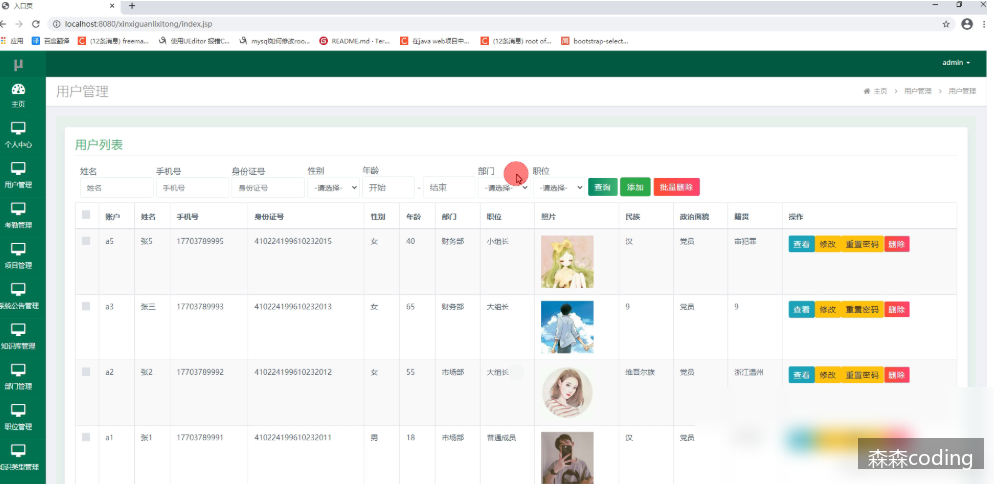 入口页
localhost:8080/xinxiguanlixitong/index.jsp
应用 百度翻译 (12条消息) freema... 使用UEditor 报错C... mysql如何修改roo... README.md · Ter... 在java web项目中... (12条消息) root of... bootstrap-select...
μ admin
用户管理 主页 > 用户管理 > 用户管理
主页
个人中心
用户管理
考勤管理
项目管理
系统公告管理
知识库管理
部门管理
职位管理
知识类型管理
用户列表
姓名 手机号 身份证号 性别 年龄 部门 职位
姓名 手机号 身份证号 -请选择- 开始 - 结束 -请选择- -请选择- 查询 添加 批量删除
账户 姓名 手机号 身份证号 性别 年龄 部门 职位 照片 民族 政治面貌 籍贯 操作
a5 张5 17703789995 410224199610232015 女 40 财务部 小组长 汉 党员 查看 修改 重置密码 删除
a3 张三 17703789993 410224199610232013 女 65 财务部 大组长 9 党员 9 查看 修改 重置密码 删除
a2 张2 17703789992 410224199610232012 女 55 市场部 大组长 维吾尔族 党员 浙江温州 查看 修改 重置密码 删除
a1 张1 17703789991 410224199610232011 男 18 市场部 普通成员 汉 党员
森森coding